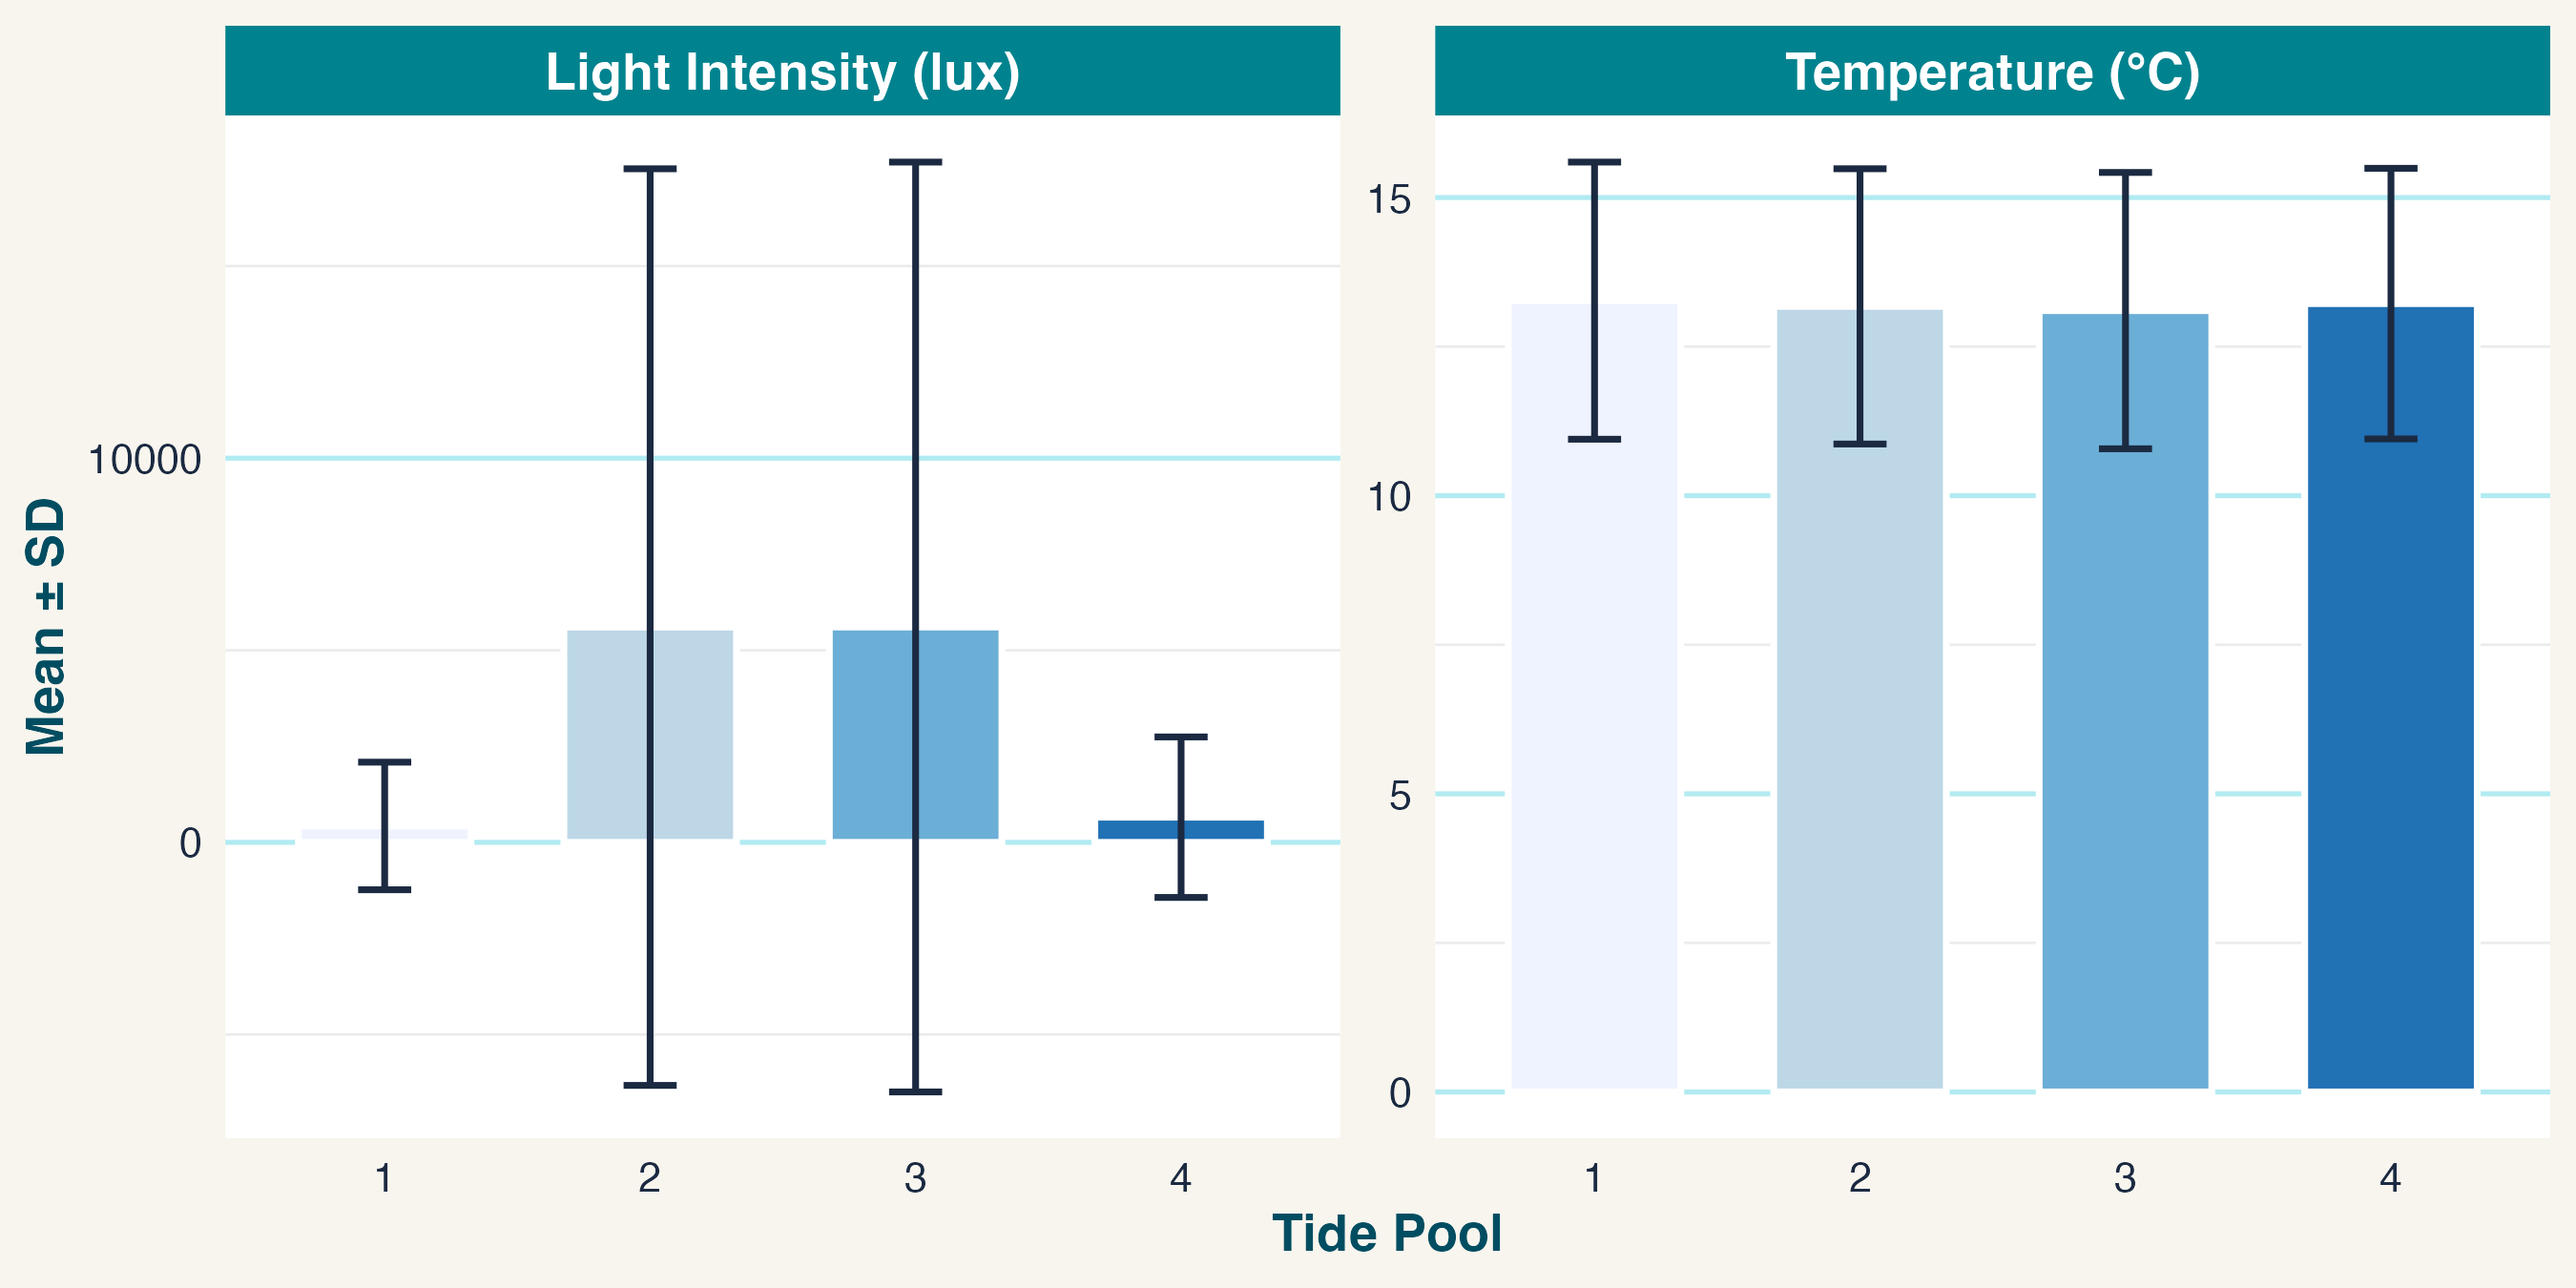 Light Intensity (lux)
Temperature (°C)
Mean ± SD
10000
0
15
10
5
0
1 2 3 4
1 2 3 4
Tide Pool